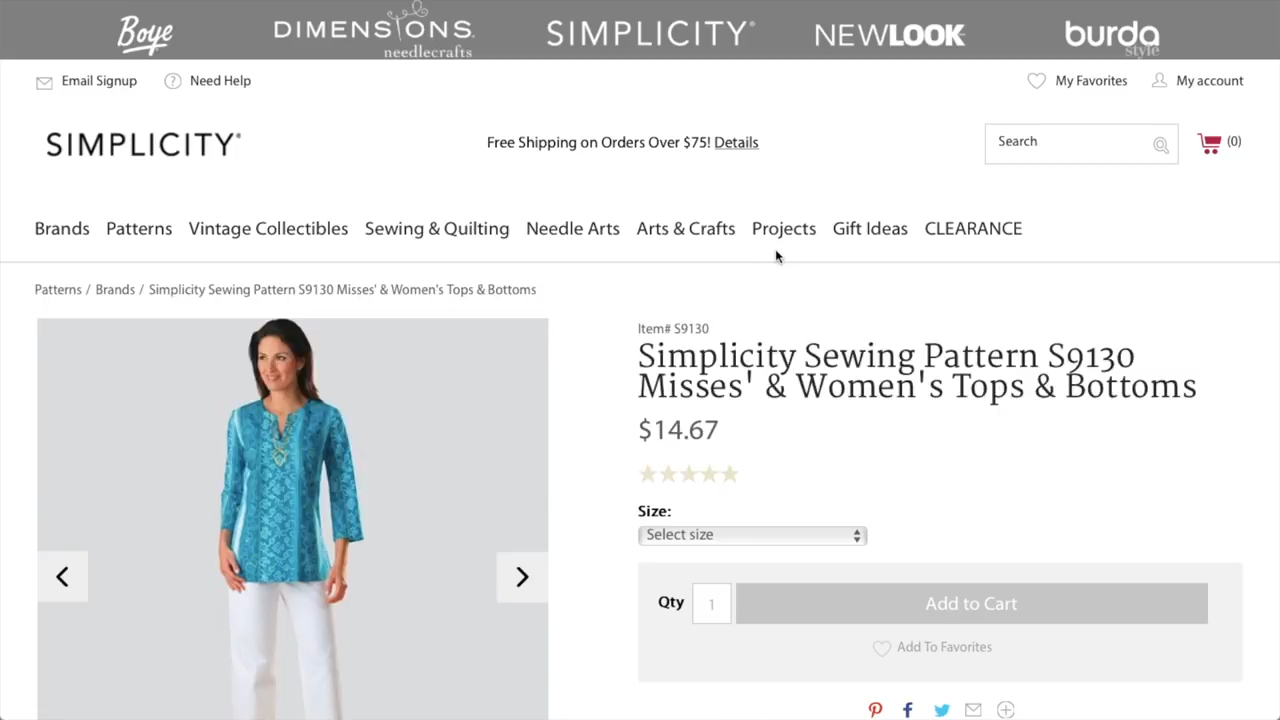 Boye
DIMENSIONS®
needlecrafts
SIMPLICITY®
NEWLOOK®
burda
style
Email Signup
? Need Help
My Favorites
My account
SIMPLICITY®
Free Shipping on Orders Over $75! Details
Search
(0)
Brands Patterns Vintage Collectibles Sewing & Quilting Needle Arts Arts & Crafts Projects Gift Ideas CLEARANCE
Patterns / Brands / Simplicity Sewing Pattern S9130 Misses' & Women's Tops & Bottoms
Item# S9130
Simplicity Sewing Pattern S9130
Misses' & Women's Tops & Bottoms
$14.67
Size:
Select size
Qty 1 Add to Cart
Add To Favorites